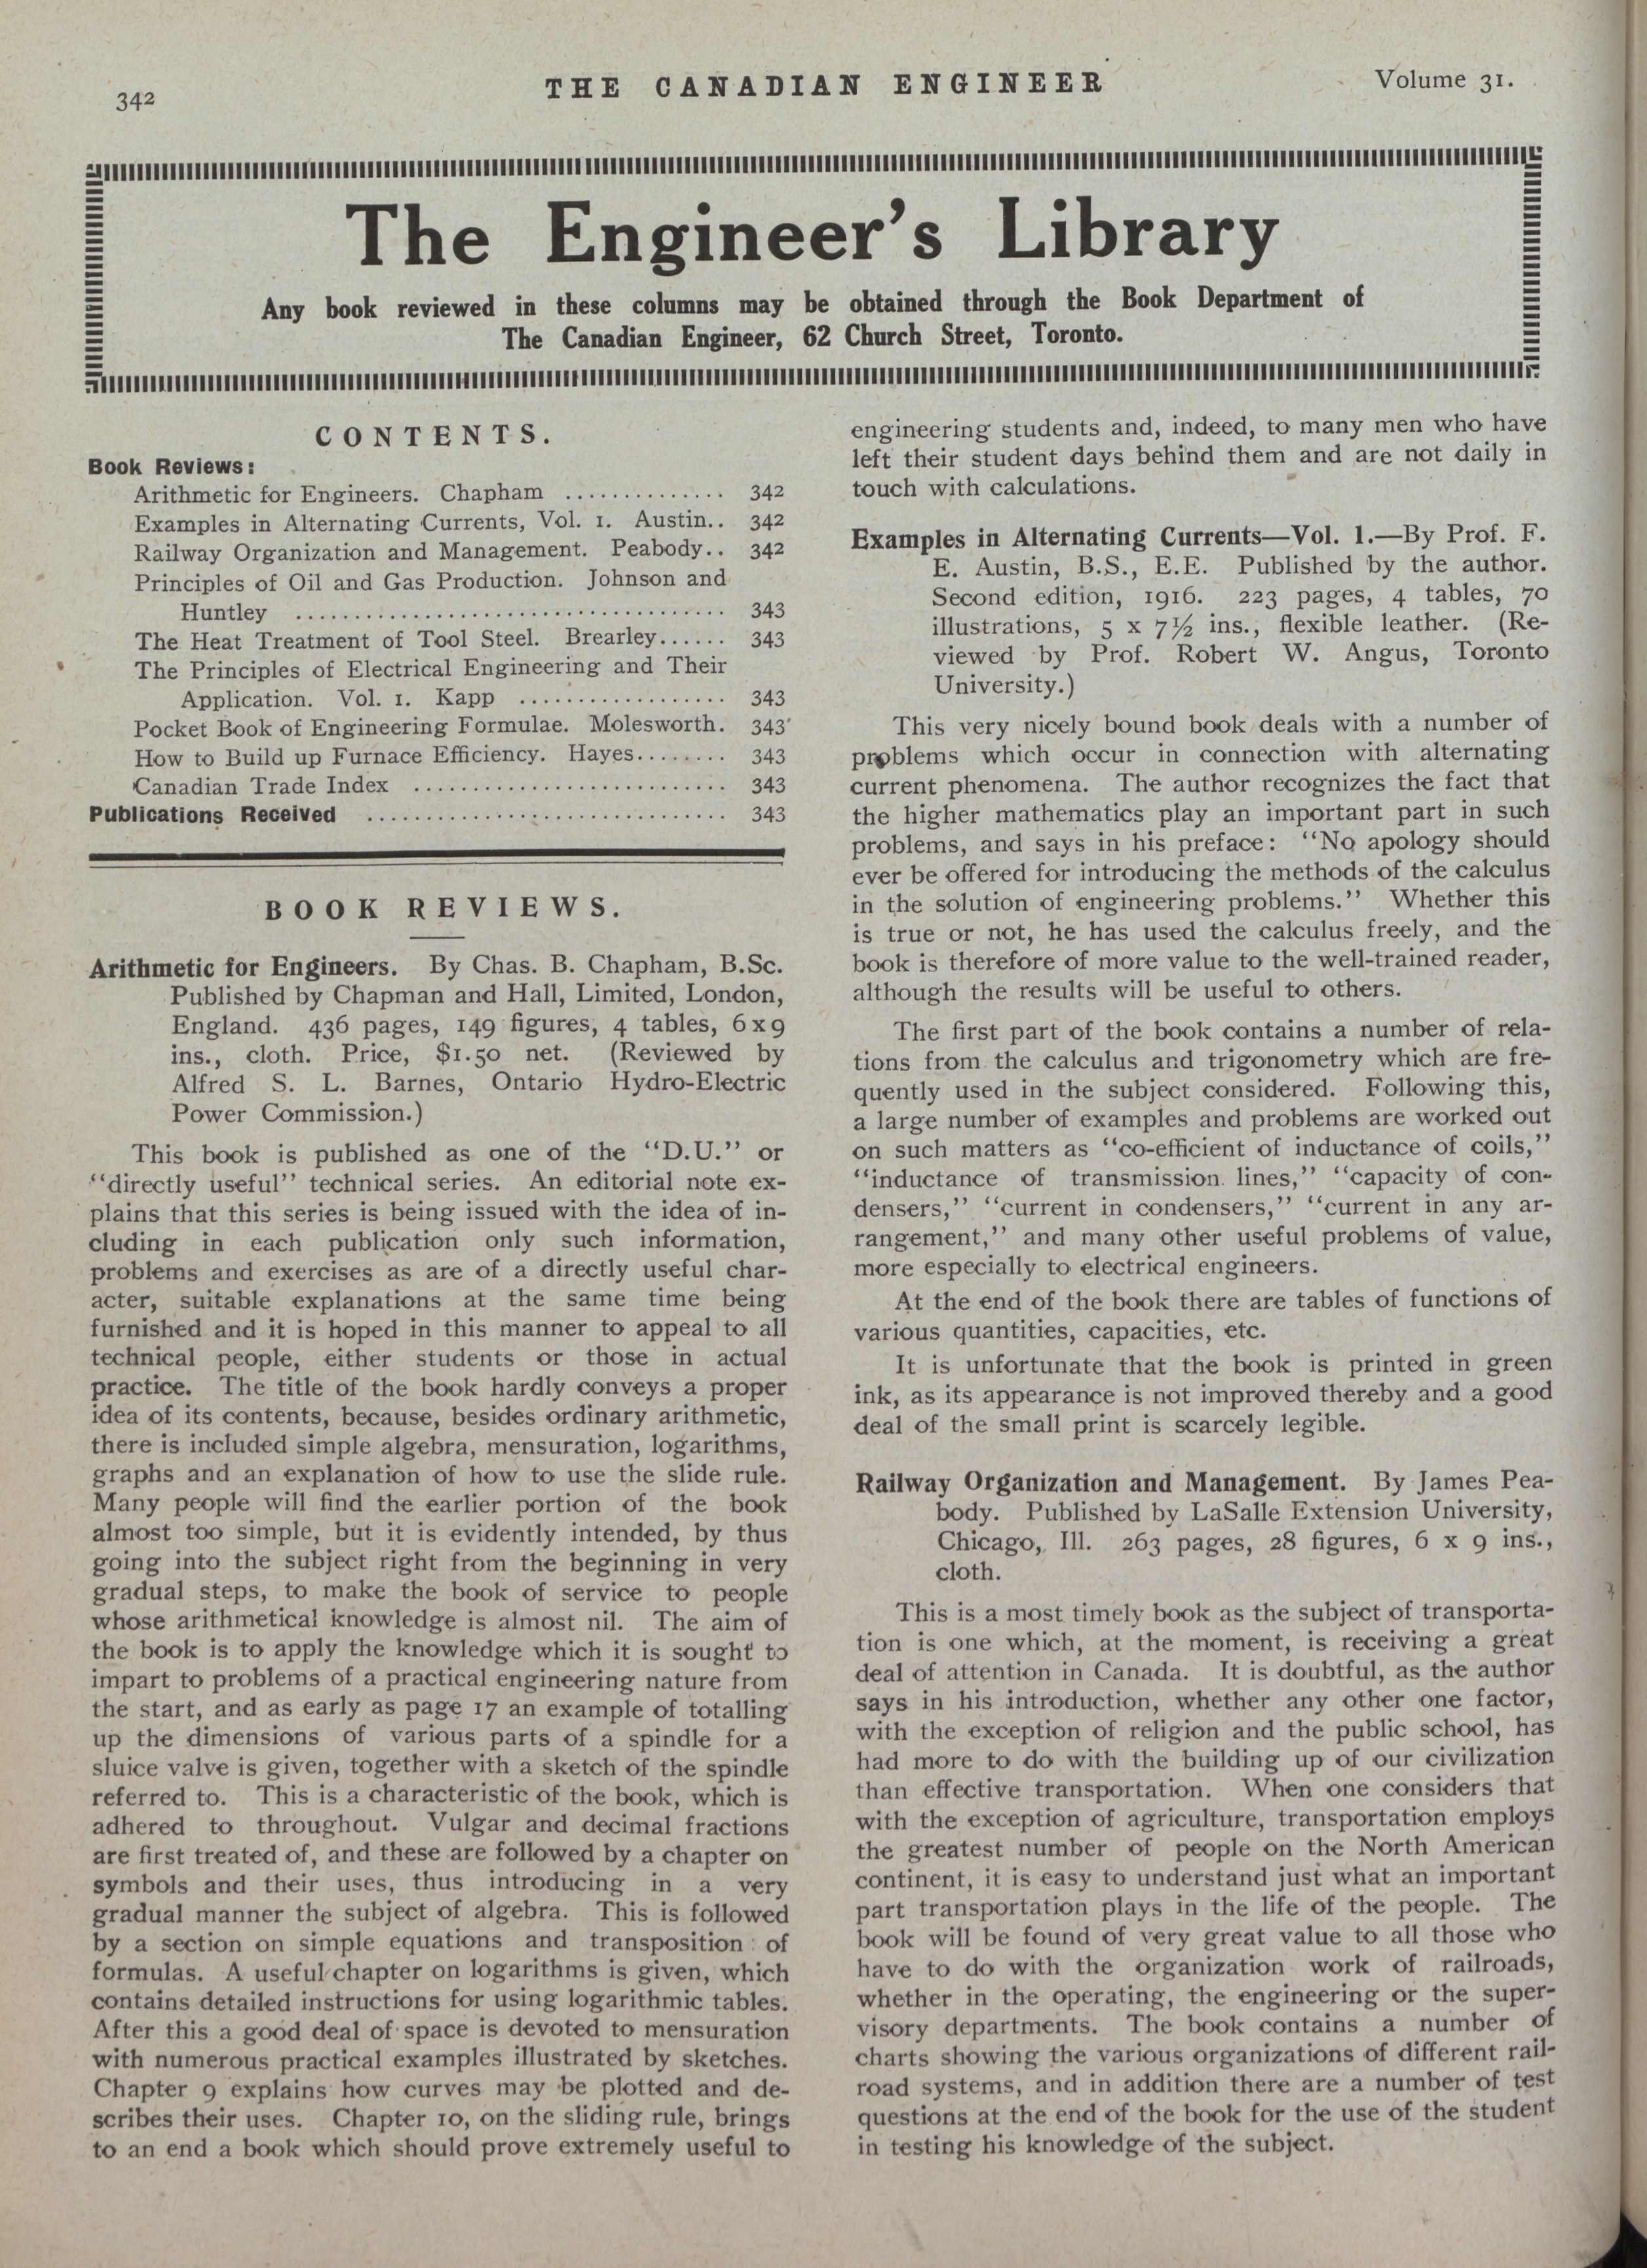 342
THE CANADIAN ENGINEER
Volume 31.
The Engineer's Library
Any book reviewed in these columns may be obtained through the Book Department of
The Canadian Engineer, 62 Church Street, Toronto.
CONTENTS.
Book Reviews:
Arithmetic for Engineers. Chapham .............. 342
Examples in Alternating Currents, Vol. 1. Austin.. 342
Railway Organization and Management. Peabody.. 342
Principles of Oil and Gas Production. Johnson and
Huntley .................................... 343
The Heat Treatment of Tool Steel. Brearley...... 343
The Principles of Electrical Engineering and Their
Application. Vol. 1. Kapp .................. 343
Pocket Book of Engineering Formulae. Molesworth. 343
How to Build up Furnace Efficiency. Hayes........ 343
Canadian Trade Index .......................... 343
Publications Received .............................. 343
BOOK REVIEWS.
Arithmetic for Engineers. By Chas. B. Chapham, B.Sc.
Published by Chapman and Hall, Limited, London,
England. 436 pages, 149 figures, 4 tables, 6 x 9
ins., cloth. Price, $1.50 net. (Reviewed by
Alfred S. L. Barnes, Ontario Hydro-Electric
Power Commission.)
This book is published as one of the "D.U." or
"directly useful" technical series. An editorial note ex-
plains that this series is being issued with the idea of in-
cluding in each publication only such information,
problems and exercises as are of a directly useful char-
acter, suitable explanations at the same time being
furnished and it is hoped in this manner to appeal to all
technical people, either students or those in actual
practice. The title of the book hardly conveys a proper
idea of its contents, because, besides ordinary arithmetic,
there is included simple algebra, mensuration, logarithms,
graphs and an explanation of how to use the slide rule.
Many people will find the earlier portion of the book
almost too simple, but it is evidently intended, by thus
going into the subject right from the beginning in very
gradual steps, to make the book of service to people
whose arithmetical knowledge is almost nil. The aim of
the book is to apply the knowledge which it is sought to
impart to problems of a practical engineering nature from
the start, and as early as page 17 an example of totalling
up the dimensions of various parts of a spindle for a
sluice valve is given, together with a sketch of the spindle
referred to. This is a characteristic of the book, which is
adhered to throughout. Vulgar and decimal fractions
are first treated of, and these are followed by a chapter on
symbols and their uses, thus introducing in a very
gradual manner the subject of algebra. This is followed
by a section on simple equations and transposition of
formulas. A useful chapter on logarithms is given, which
contains detailed instructions for using logarithmic tables.
After this a good deal of space is devoted to mensuration
with numerous practical examples illustrated by sketches.
Chapter 9 explains how curves may be plotted and de-
scribes their uses. Chapter 10, on the sliding rule, brings
to an end a book which should prove extremely useful to
engineering students and, indeed, to many men who have
left their student days behind them and are not daily in
touch with calculations.
Examples in Alternating Currents—Vol. 1.—By Prof. F.
E. Austin, B.S., E.E. Published by the author.
Second edition, 1916. 223 pages, 4 tables, 70
illustrations, 5 x 7½ ins., flexible leather. (Re-
viewed by Prof. Robert W. Angus, Toronto
University.)
This very nicely bound book deals with a number of
problems which occur in connection with alternating
current phenomena. The author recognizes the fact that
the higher mathematics play an important part in such
problems, and says in his preface: "No apology should
ever be offered for introducing the methods of the calculus
in the solution of engineering problems." Whether this
is true or not, he has used the calculus freely, and the
book is therefore of more value to the well-trained reader,
although the results will be useful to others.
The first part of the book contains a number of rela-
tions from the calculus and trigonometry which are fre-
quently used in the subject considered. Following this,
a large number of examples and problems are worked out
on such matters as "co-efficient of inductance of coils,"
"inductance of transmission lines," "capacity of con-
densers," "current in condensers," "current in any ar-
rangement," and many other useful problems of value,
more especially to electrical engineers.
At the end of the book there are tables of functions of
various quantities, capacities, etc.
It is unfortunate that the book is printed in green
ink, as its appearance is not improved thereby and a good
deal of the small print is scarcely legible.
Railway Organization and Management. By James Pea-
body. Published by LaSalle Extension University,
Chicago, Ill. 263 pages, 28 figures, 6 x 9 ins.,
cloth.
This is a most timely book as the subject of transporta-
tion is one which, at the moment, is receiving a great
deal of attention in Canada. It is doubtful, as the author
says in his introduction, whether any other one factor,
with the exception of religion and the public school, has
had more to do with the building up of our civilization
than effective transportation. When one considers that
with the exception of agriculture, transportation employs
the greatest number of people on the North American
continent, it is easy to understand just what an important
part transportation plays in the life of the people. The
book will be found of very great value to all those who
have to do with the organization work of railroads,
whether in the operating, the engineering or the super-
visory departments. The book contains a number of
charts showing the various organizations of different rail-
road systems, and in addition there are a number of test
questions at the end of the book for the use of the student
in testing his knowledge of the subject.